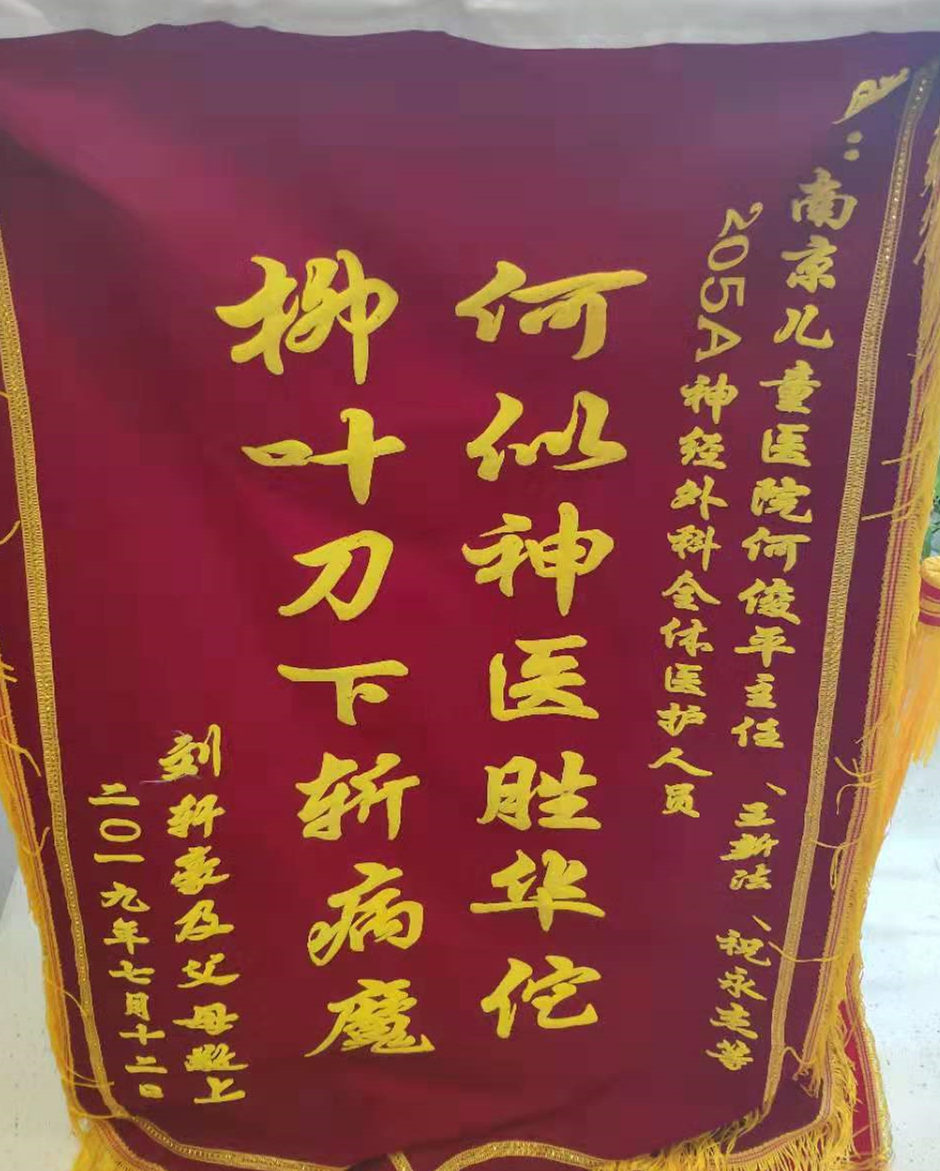 :南京儿童医院何俊平主任、王新法、祝永杰等
205A神经外科全体医护人员
何似神医胜华佗
柳叶刀下斩病魔
刘轩豪及父母敬上
二〇一九年七月十二日